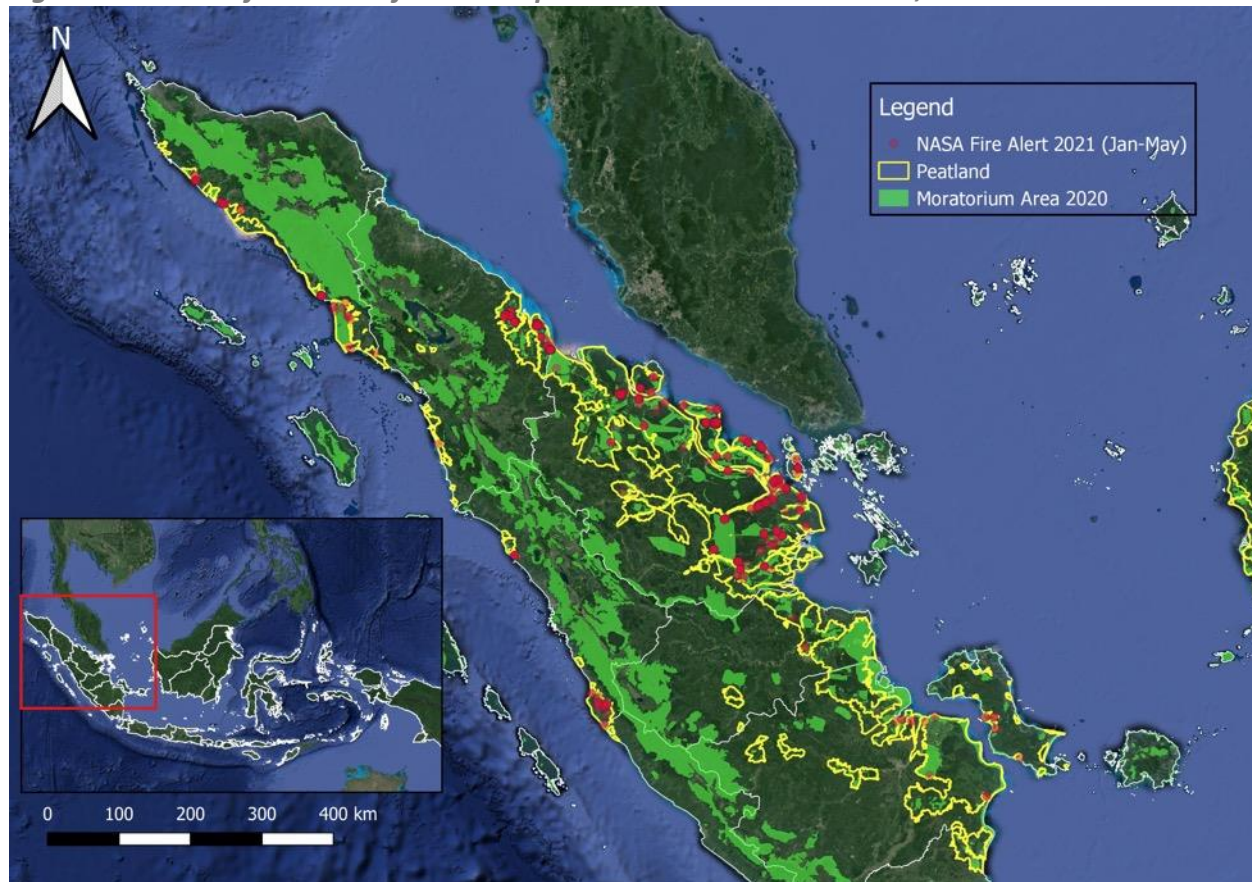 N
Legend
NASA Fire Alert 2021 (Jan-May)
Peatland
Moratorium Area 2020
0 100 200 300 400 km